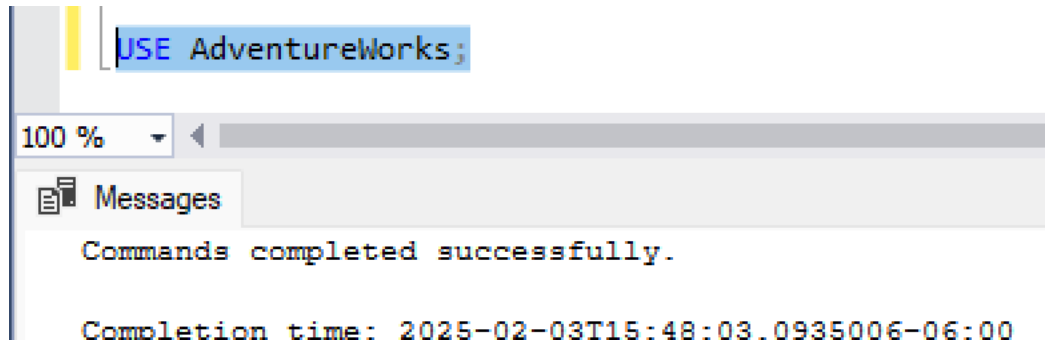 USE AdventureWorks;
100 %
Messages
Commands completed successfully.
Completion time: 2025-02-03T15:48:03.0935006-06:00